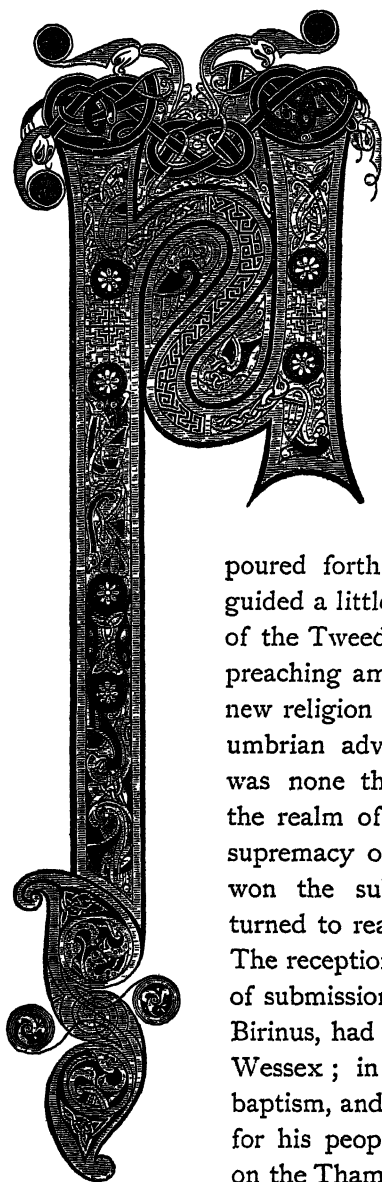 N
poured forth
guided a little
of the Tweed
preaching am
new religion
umbrian adv
was none th
the realm of
supremacy o
won the su
turned to rea
The reception
of submission
Birinus, had
Wessex ; in
baptism, and
for his peop
on the Tham